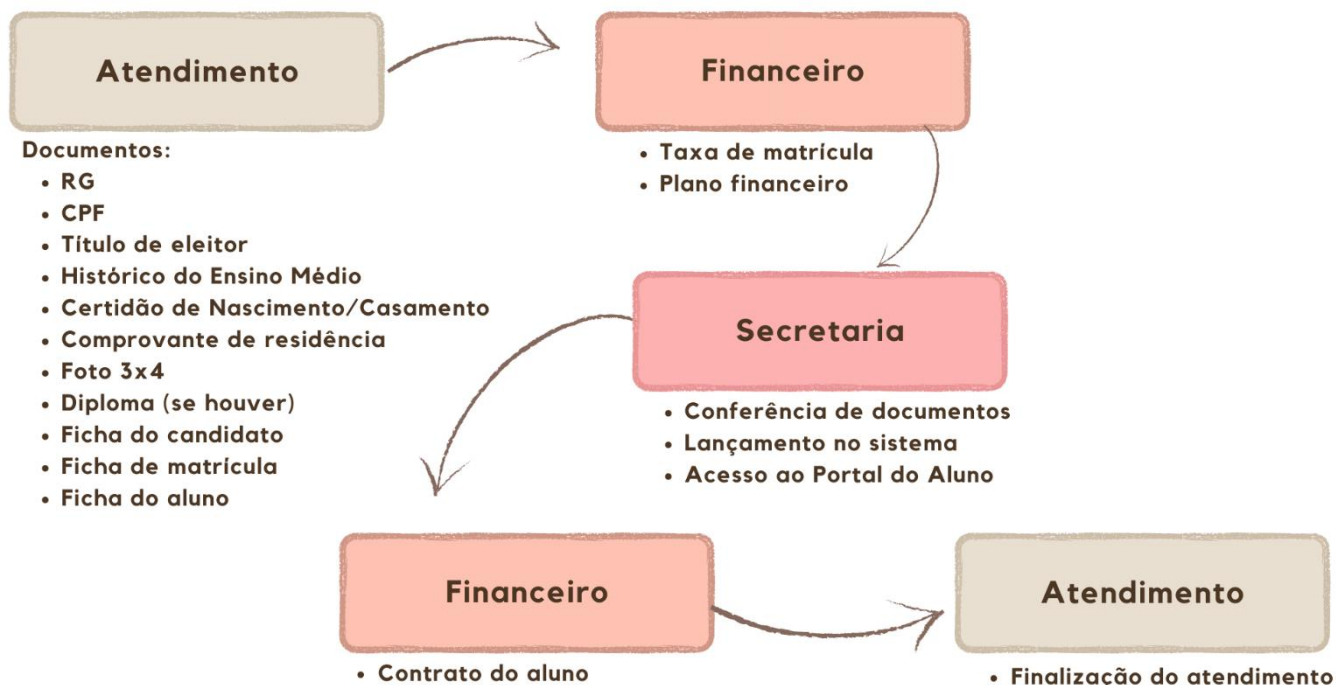 Atendimento
Documentos:
• RG
• CPF
• Título de eleitor
• Histórico do Ensino Médio
• Certidão de Nascimento/Casamento
• Comprovante de residência
• Foto 3x4
• Diploma (se houver)
• Ficha do candidato
• Ficha de matrícula
• Ficha do aluno
Financeiro
• Taxa de matrícula
• Plano financeiro
Secretaria
• Conferência de documentos
• Lançamento no sistema
• Acesso ao Portal do Aluno
Financeiro
• Contrato do aluno
Atendimento
• Finalização do atendimento